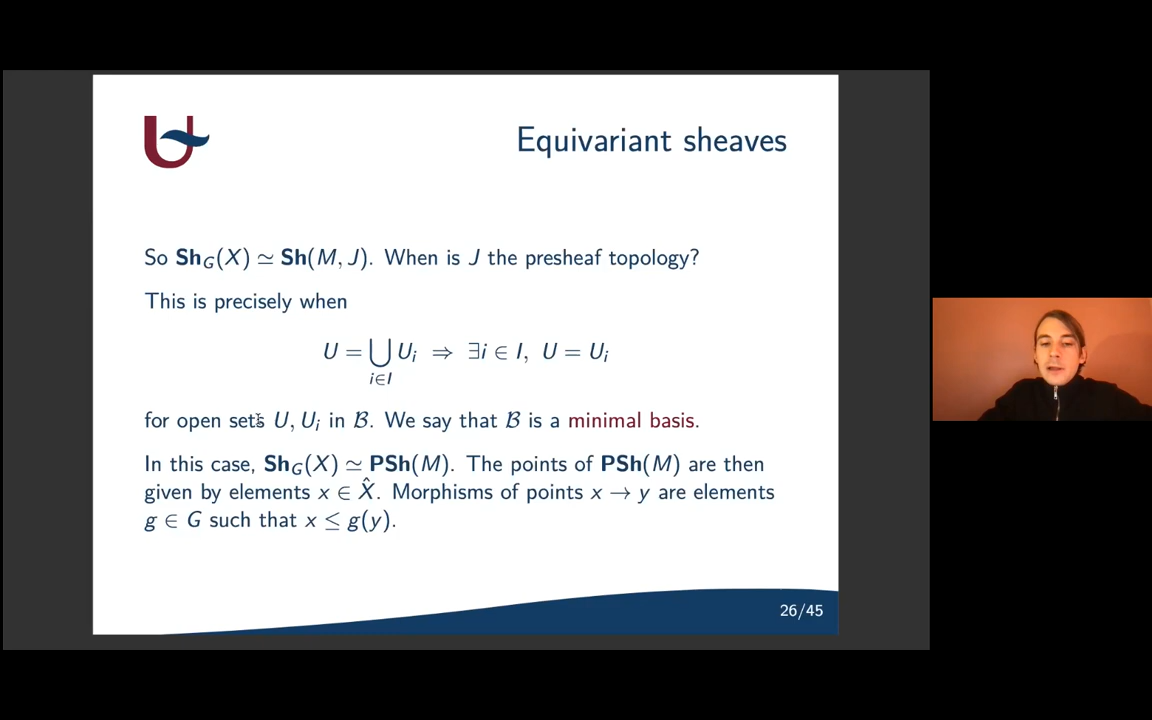 Equivariant sheaves
So Sh_G(X) ≃ Sh(M, J). When is J the presheaf topology?
This is precisely when
U = ⋃_{i∈I} U_i ⇒ ∃i ∈ I, U = U_i
for open sets U, U_i in ℬ. We say that ℬ is a minimal basis.
In this case, Sh_G(X) ≃ PSh(M). The points of PSh(M) are then
given by elements x ∈ X̂. Morphisms of points x → y are elements
g ∈ G such that x ≤ g(y).
26/45